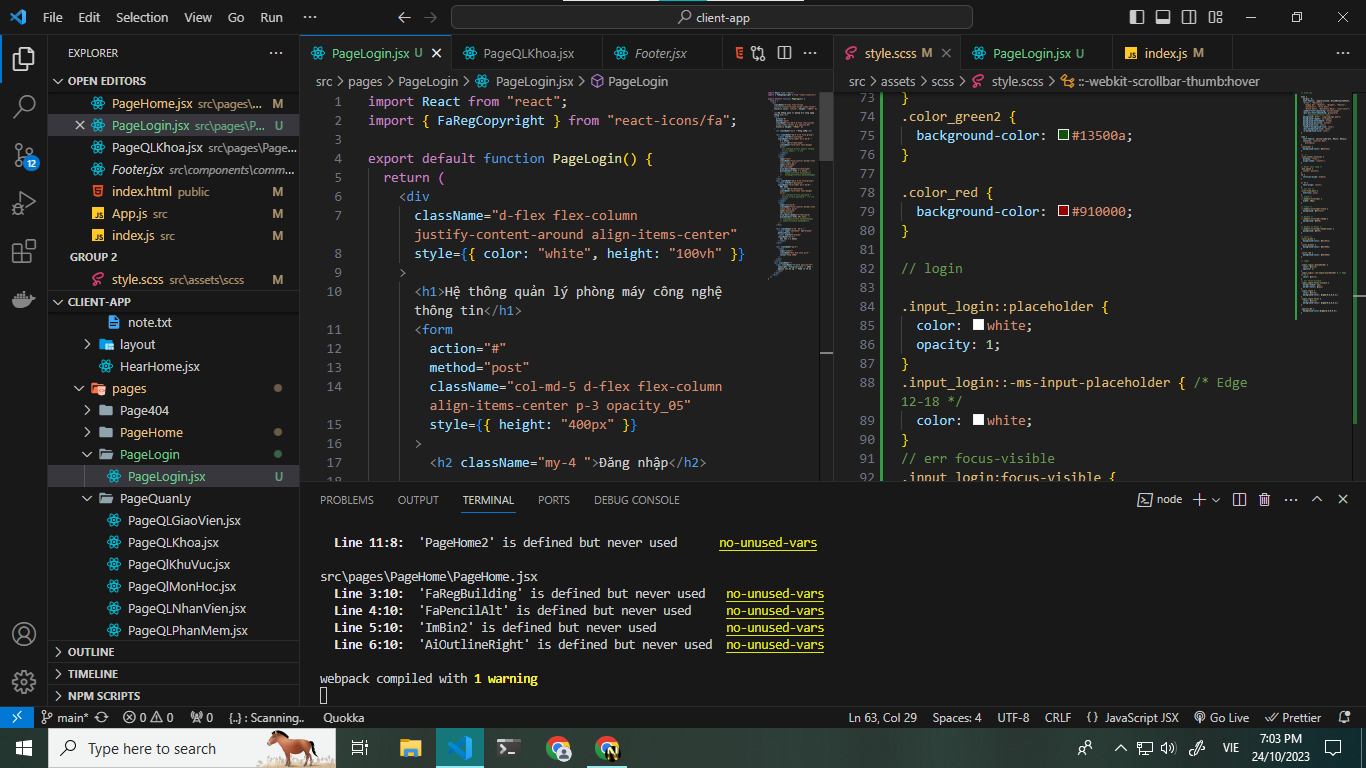 File Edit Selection View Go Run ··· client-app
EXPLORER
OPEN EDITORS
PageHome.jsx src\pages\... M
PageLogin.jsx src\pages\P... U
PageQLKhoa.jsx src\pages\Page...
Footer.jsx src\components\comm...
index.html public M
App.js src M
index.js src M
GROUP 2
style.scss src\assets\scss M
CLIENT-APP
note.txt
layout
HearHome.jsx
pages
Page404
PageHome
PageLogin
PageLogin.jsx U
PageQuanLy
PageQLGiaoVien.jsx
PageQLKhoa.jsx
PageQlKhuVuc.jsx
PageQlMonHoc.jsx
PageQLNhanVien.jsx
PageQLPhanMem.jsx
OUTLINE
TIMELINE
NPM SCRIPTS
12
PageLogin.jsx U PageQLKhoa.jsx Footer.jsx
src > pages > PageLogin > PageLogin.jsx > PageLogin
1 import React from "react";
2 import { FaRegCopyright } from "react-icons/fa";
3
4 export default function PageLogin() {
5 return (
6 <div
7 className="d-flex flex-column
justify-content-around align-items-center"
8 style={{ color: "white", height: "100vh" }}
9 >
10 <h1>Hệ thống quản lý phòng máy công nghệ
thông tin</h1>
11 <form
12 action="#"
13 method="post"
14 className="col-md-5 d-flex flex-column
align-items-center p-3 opacity_05"
15 style={{ height: "400px" }}
16 >
17 <h2 className="my-4 ">Đăng nhập</h2>
style.scss M PageLogin.jsx U index.js M
src > assets > scss > style.scss > ::-webkit-scrollbar-thumb:hover
73 }
74 .color_green2 {
75 background-color: #13500a;
76 }
77
78 .color_red {
79 background-color: #910000;
80 }
81
82 // login
83
84 .input_login::placeholder {
85 color: white;
86 opacity: 1;
87 }
88 .input_login::-ms-input-placeholder { /* Edge
12-18 */
89 color: white;
90 }
91 // err focus-visible
92 .input_login:focus-visible {
PROBLEMS OUTPUT TERMINAL PORTS DEBUG CONSOLE node
Line 11:8: 'PageHome2' is defined but never used no-unused-vars
src\pages\PageHome\PageHome.jsx
Line 3:10: 'FaRegBuilding' is defined but never used no-unused-vars
Line 4:10: 'FaPencilAlt' is defined but never used no-unused-vars
Line 5:10: 'ImBin2' is defined but never used no-unused-vars
Line 6:10: 'AiOutlineRight' is defined but never used no-unused-vars
webpack compiled with 1 warning
main* 0 0 0 {..} : Scanning.. Quokka Ln 63, Col 29 Spaces: 4 UTF-8 CRLF { } JavaScript JSX Go Live Prettier
Type here to search VIE 7:03 PM
24/10/2023